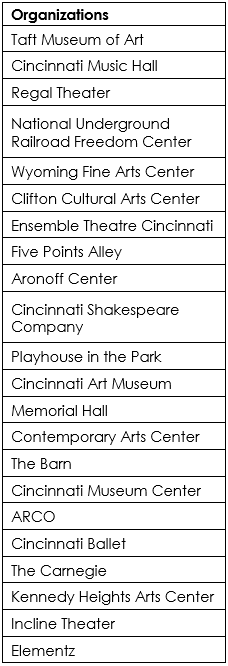 Organizations
Taft Museum of Art
Cincinnati Music Hall
Regal Theater
National Underground
Railroad Freedom Center
Wyoming Fine Arts Center
Clifton Cultural Arts Center
Ensemble Theatre Cincinnati
Five Points Alley
Aronoff Center
Cincinnati Shakespeare
Company
Playhouse in the Park
Cincinnati Art Museum
Memorial Hall
Contemporary Arts Center
The Barn
Cincinnati Museum Center
ARCO
Cincinnati Ballet
The Carnegie
Kennedy Heights Arts Center
Incline Theater
Elementz